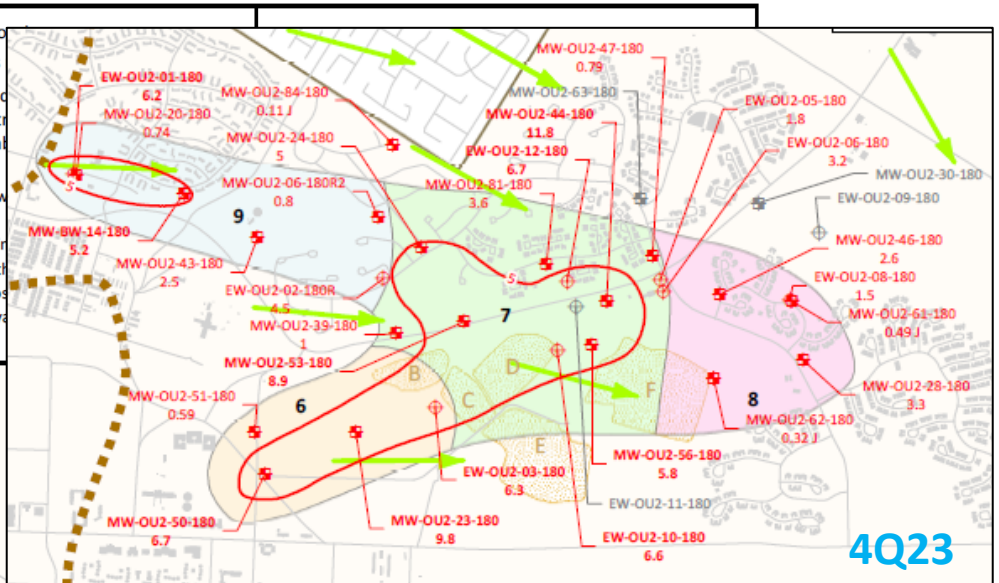 EW-OU2-01-180
6.2
MW-OU2-20-180
0.74
MW-OU2-84-180
0.11 J
MW-OU2-24-180
5
MW-OU2-06-180R2
0.8
MW-OU2-47-180
0.79
MW-OU2-63-180
MW-OU2-44-180
11.8
EW-OU2-12-180
6.7
MW-OU2-81-180
3.6
EW-OU2-05-180
1.8
EW-OU2-06-180
3.2
MW-OU2-30-180
EW-OU2-09-180
MW-OU2-46-180
2.6
EW-OU2-08-180
1.5
MW-OU2-61-180
0.49 J
MW-OU2-28-180
3.3
MW-OU2-62-180
0.32 J
5
9
MW-BW-14-180
5.2
MW-OU2-43-180
2.5
EW-OU2-02-180R
4.5
MW-OU2-39-180
1
MW-OU2-53-180
8.9
MW-OU2-51-180
0.59
5
7
6
8
B
C
D
E
F
MW-OU2-50-180
6.7
MW-OU2-23-180
9.8
EW-OU2-03-180
6.3
MW-OU2-56-180
5.8
EW-OU2-11-180
EW-OU2-10-180
6.6
4Q23